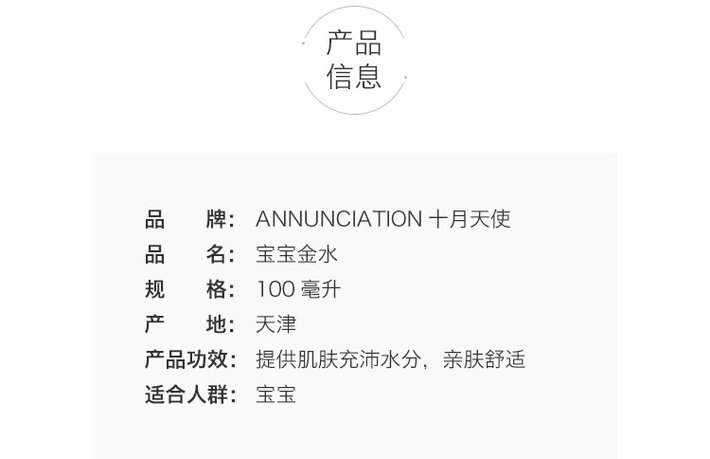 产品
信息
品 牌： ANNUNCIATION 十月天使
品 名： 宝宝金水
规 格： 100 毫升
产 地： 天津
产品功效： 提供肌肤充沛水分，亲肤舒适
适合人群： 宝宝